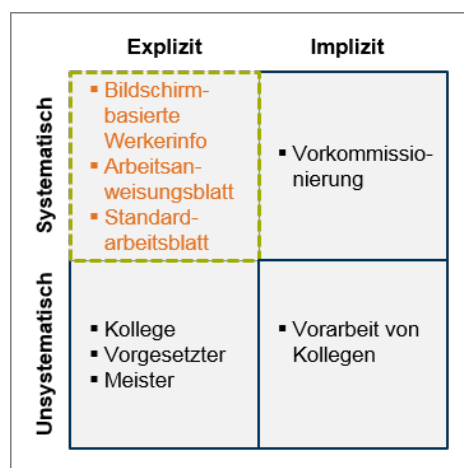 Explizit
Implizit
Systematisch
▪ Bildschirm-
basierte
Werkerinfo
▪ Arbeitsan-
weisungsblatt
▪ Standard-
arbeitsblatt
▪ Vorkommissio-
nierung
Unsystematisch
▪ Kollege
▪ Vorgesetzter
▪ Meister
▪ Vorarbeit von
Kollegen